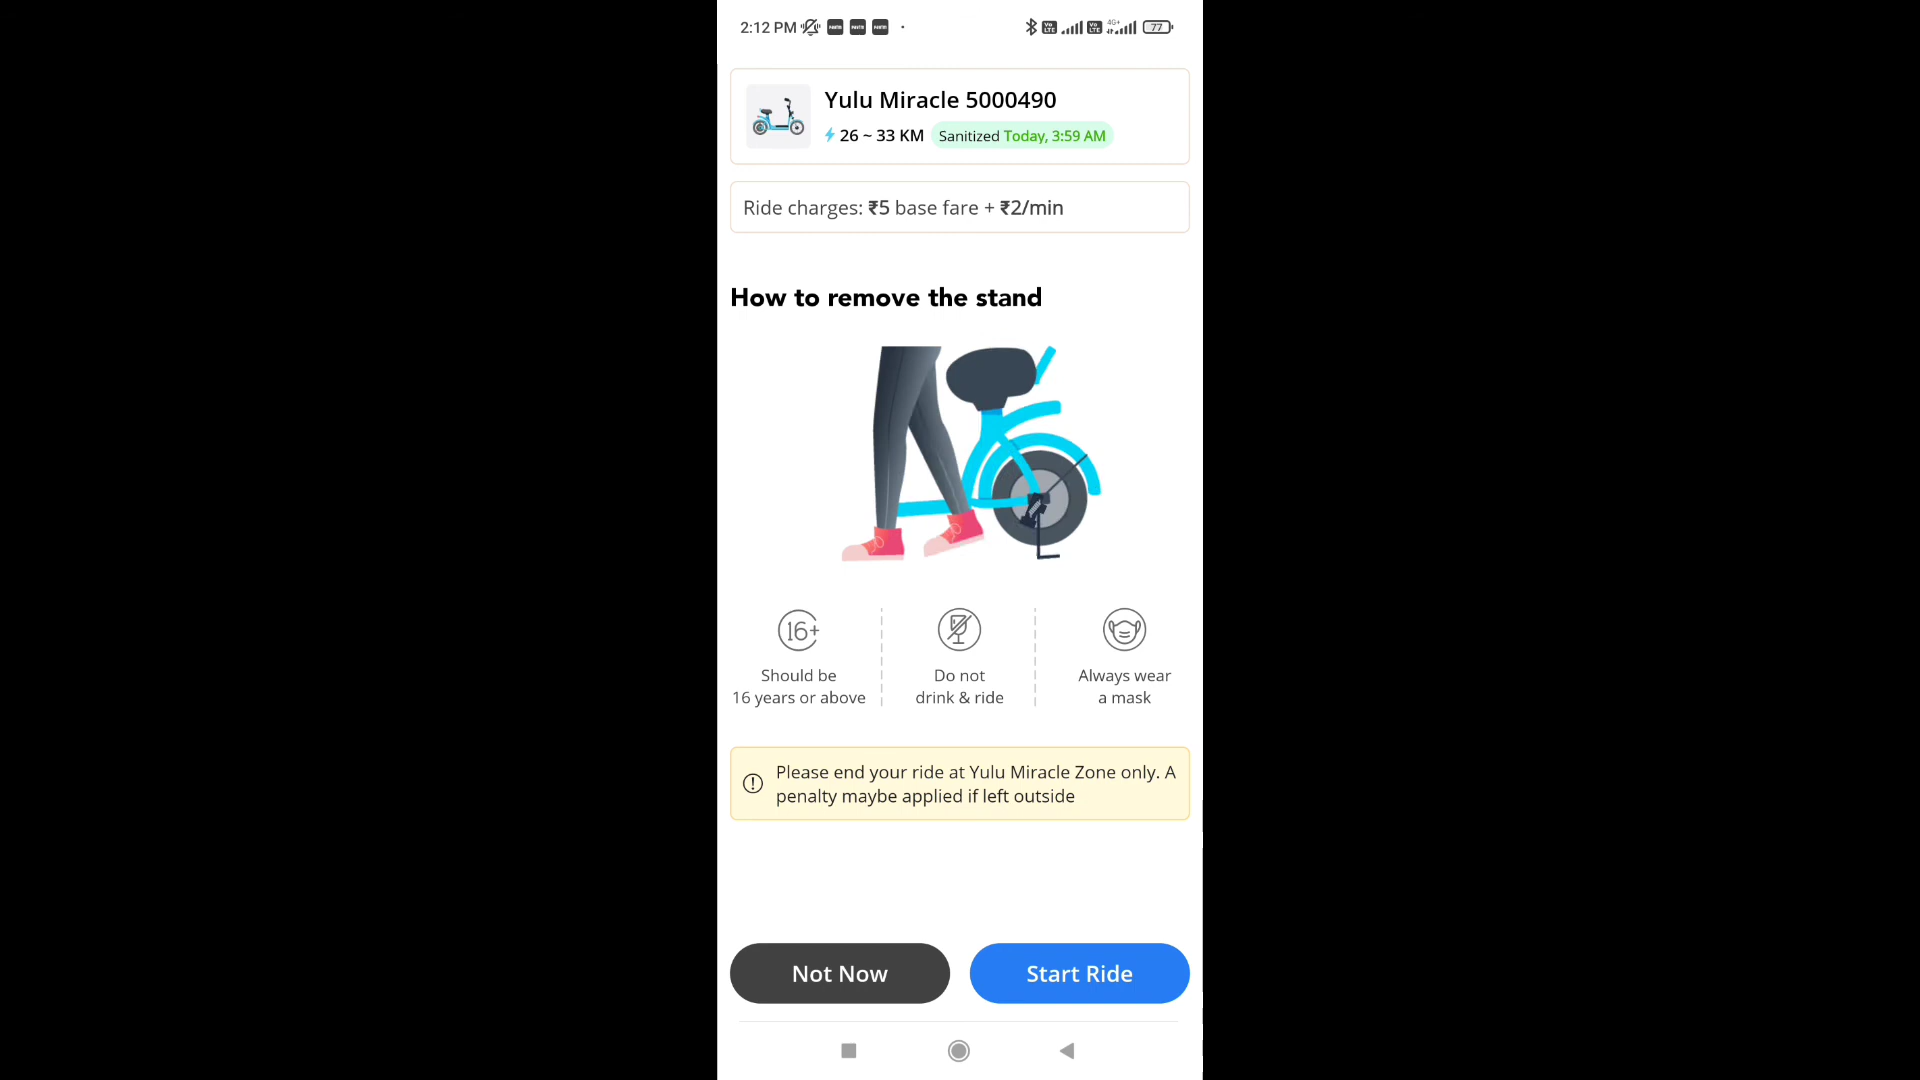 2:12 PM
4G+
77
Yulu Miracle 5000490
26 ~ 33 KM
Sanitized Today, 3:59 AM
Ride charges: ₹5 base fare + ₹2/min
How to remove the stand
16+
Should be
16 years or above
Do not
drink & ride
Always wear
a mask
Please end your ride at Yulu Miracle Zone only. A
penalty maybe applied if left outside
Not Now
Start Ride